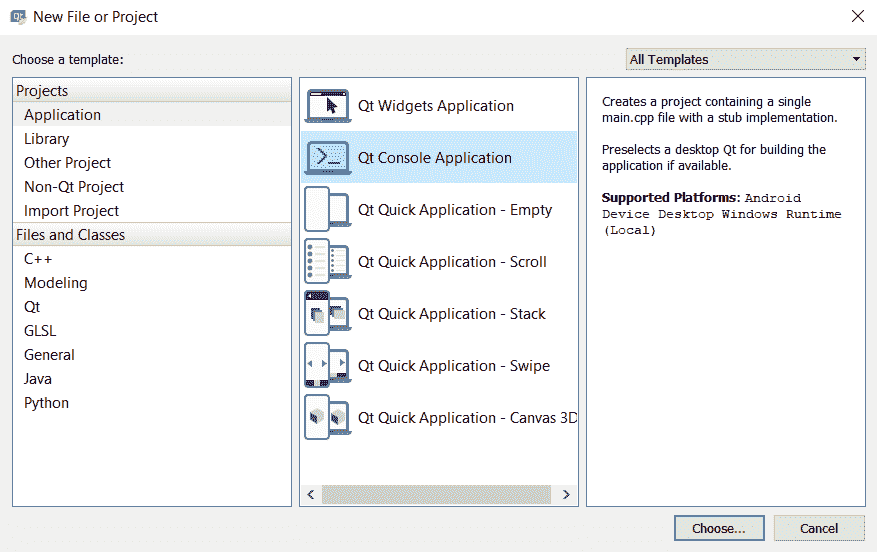 New File or Project
Choose a template:
All Templates
Projects
Application
Library
Other Project
Non-Qt Project
Import Project
Files and Classes
C++
Modeling
Qt
GLSL
General
Java
Python
Qt Widgets Application
Qt Console Application
Qt Quick Application - Empty
Qt Quick Application - Scroll
Qt Quick Application - Stack
Qt Quick Application - Swipe
Qt Quick Application - Canvas 3D
Creates a project containing a single
main.cpp file with a stub implementation.
Preselects a desktop Qt for building the
application if available.
Supported Platforms: Android
Device Desktop Windows Runtime
(Local)
Choose...
Cancel